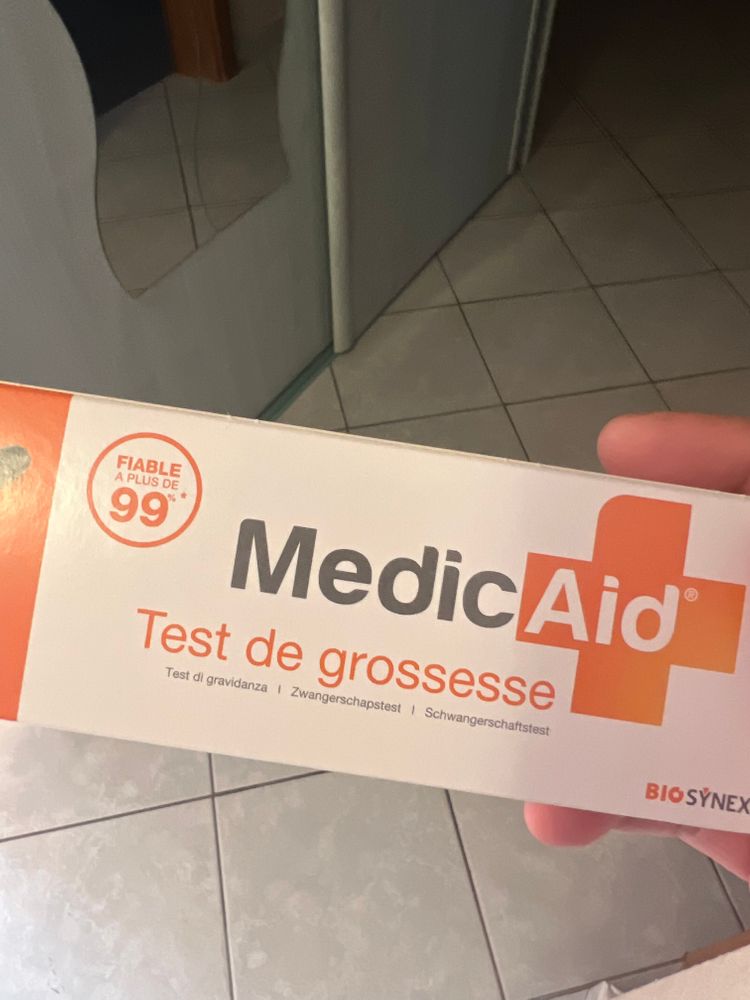 FIABLE
A PLUS DE
99%*
MedicAid®
Test de grossesse
Test di gravidanza | Zwangerschapstest | Schwangerschaftstest
BIOSYNEX